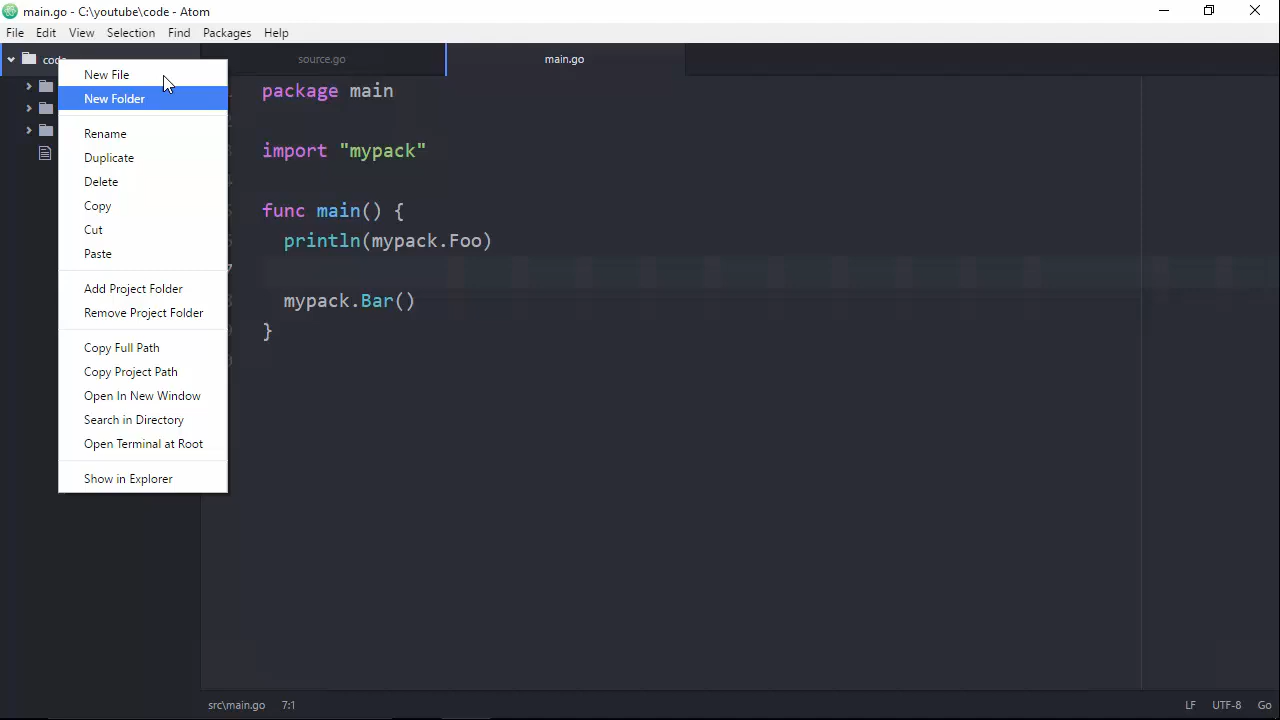 main.go - C:\youtube\code - Atom
File Edit View Selection Find Packages Help
code
source.go
main.go
New File
New Folder
Rename
Duplicate
Delete
Copy
Cut
Paste
Add Project Folder
Remove Project Folder
Copy Full Path
Copy Project Path
Open In New Window
Search in Directory
Open Terminal at Root
Show in Explorer
package main
import "mypack"
func main() {
println(mypack.Foo)
mypack.Bar()
}
src\main.go 7:1
LF UTF-8 Go